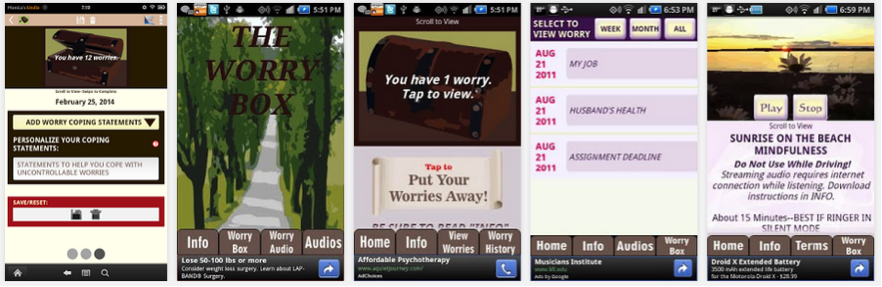 Monica's Kindle
7:51
You have 12 worries.
Scroll to View- Swipe to Complete
February 25, 2014
ADD WORRY COPING STATEMENTS
PERSONALIZE YOUR COPING
STATEMENTS:
STATEMENTS TO HELP YOU COPE WITH
UNCONTROLLABLE WORRIES
SAVE/RESET:
5:51 PM
THE
WORRY
BOX
Info
Worry
Box
Worry
Audio
Audios
Lose 50-100 lbs or more
Consider weight loss surgery. Learn about LAP-
BAND® Surgery.
5:51 PM
Scroll to View
You have 1 worry.
Tap to view.
Tap to
Put Your
Worries Away!
BE SURE TO READ "INFO"
Home
Info
View
Worries
Worry
History
Affordable Psychotherapy
www.aquietjourney.com/
AdChoices
6:53 PM
SELECT TO
VIEW WORRY
WEEK
MONTH
ALL
AUG
21
2011
MY JOB
AUG
21
2011
HUSBAND'S HEALTH
AUG
21
2011
ASSIGNMENT DEADLINE
Home
Info
Audios
Worry
Box
Musicians Institute
Ads by Google
6:59 PM
Play
Stop
Scroll to View
SUNRISE ON THE BEACH
MINDFULNESS
Do Not Use While Driving!
Streaming audio requires internet
connection while listening. Download
instructions in INFO.
About 15 Minutes--BEST IF RINGER IN
SILENT MODE
Home
Info
Terms
Worry
Box
Droid X Extended Battery
3500 mAh extended life battery
for the Motorola Droid X - $28.39